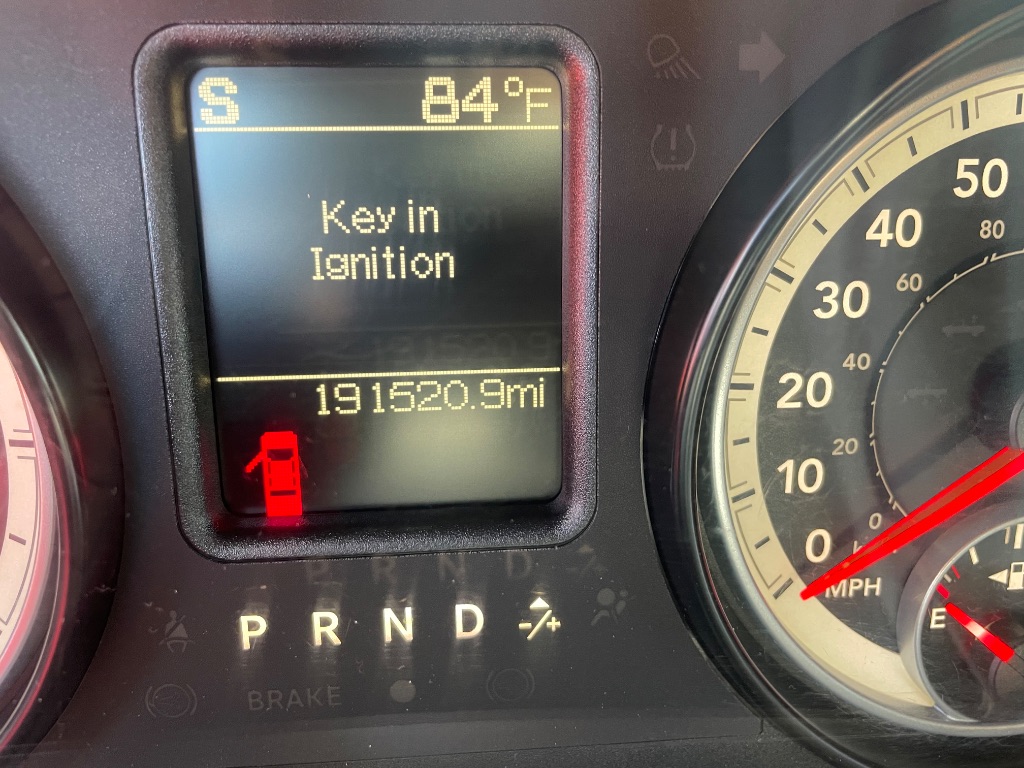 S 84°F
Key in
Ignition
191520.9mi
P R N D -/+
BRAKE
50
40
30
20
10
0
MPH
80
60
40
20
0
E